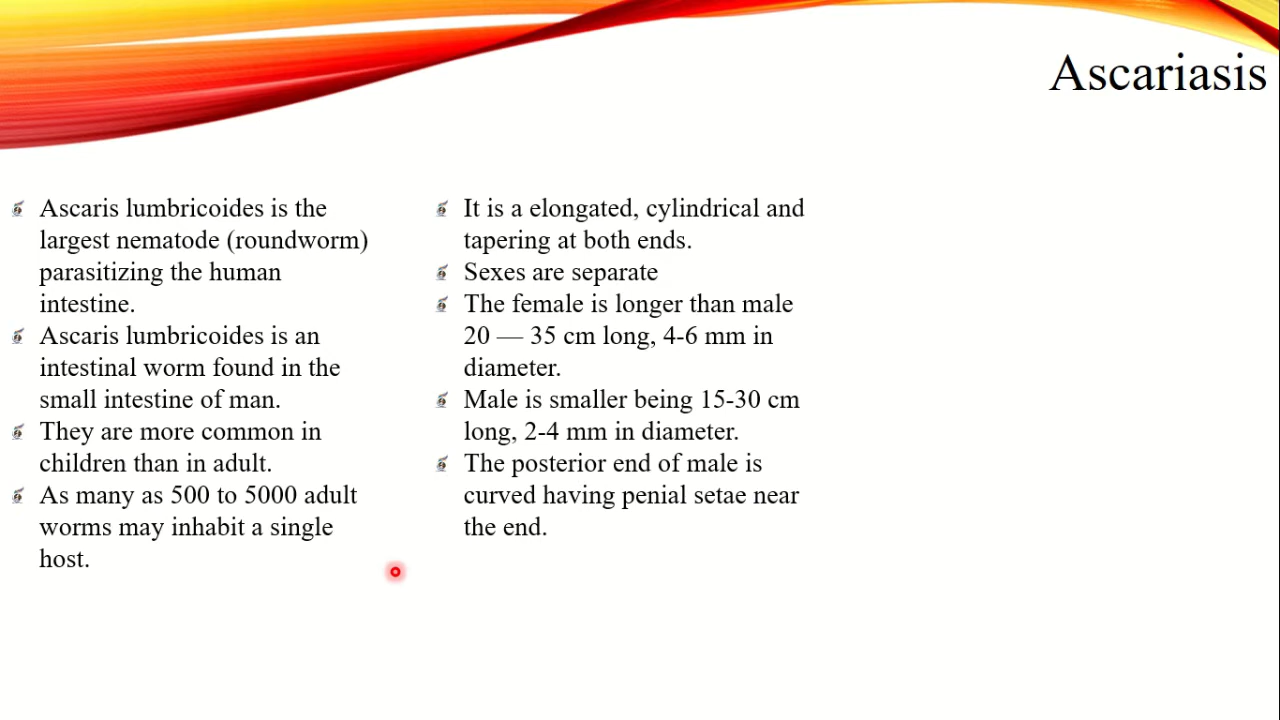 Ascariasis
Ascaris lumbricoides is the
largest nematode (roundworm)
parasitizing the human
intestine.
Ascaris lumbricoides is an
intestinal worm found in the
small intestine of man.
They are more common in
children than in adult.
As many as 500 to 5000 adult
worms may inhabit a single
host.
It is a elongated, cylindrical and
tapering at both ends.
Sexes are separate
The female is longer than male
20 — 35 cm long, 4-6 mm in
diameter.
Male is smaller being 15-30 cm
long, 2-4 mm in diameter.
The posterior end of male is
curved having penial setae near
the end.